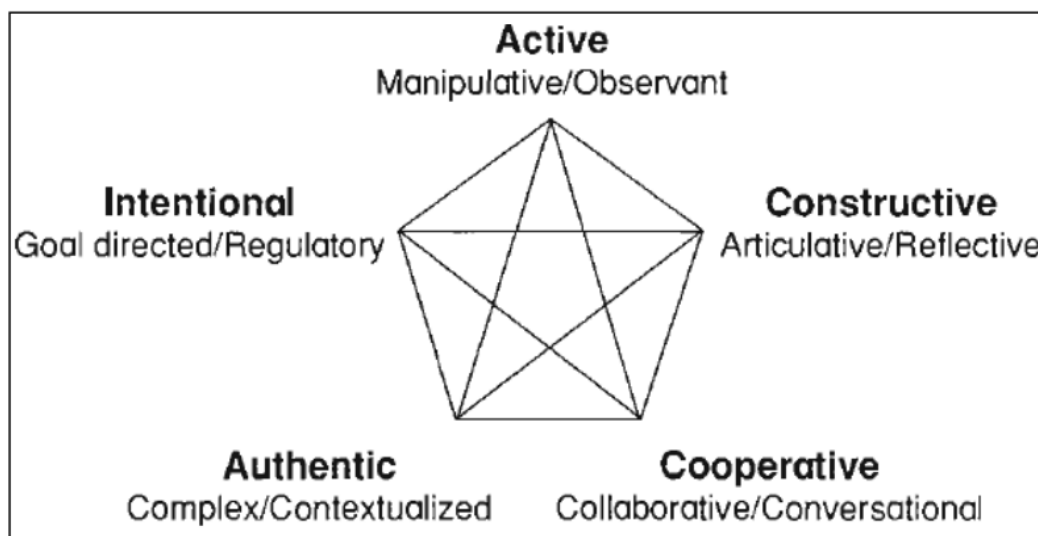 Active
Manipulative/Observant
Intentional
Goal directed/Regulatory
Constructive
Articulative/Reflective
Authentic
Complex/Contextualized
Cooperative
Collaborative/Conversational